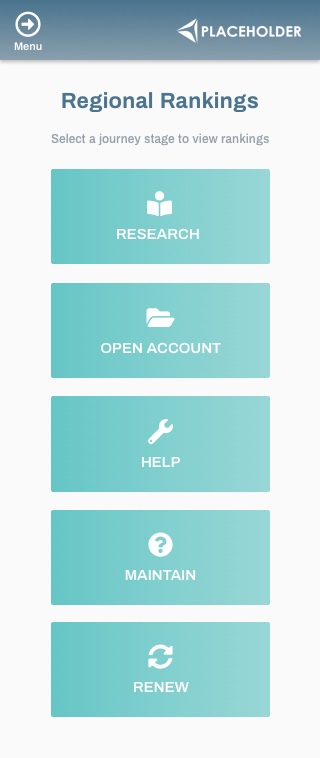 Menu
PLACEHOLDER
Regional Rankings
Select a journey stage to view rankings
RESEARCH
OPEN ACCOUNT
HELP
MAINTAIN
RENEW